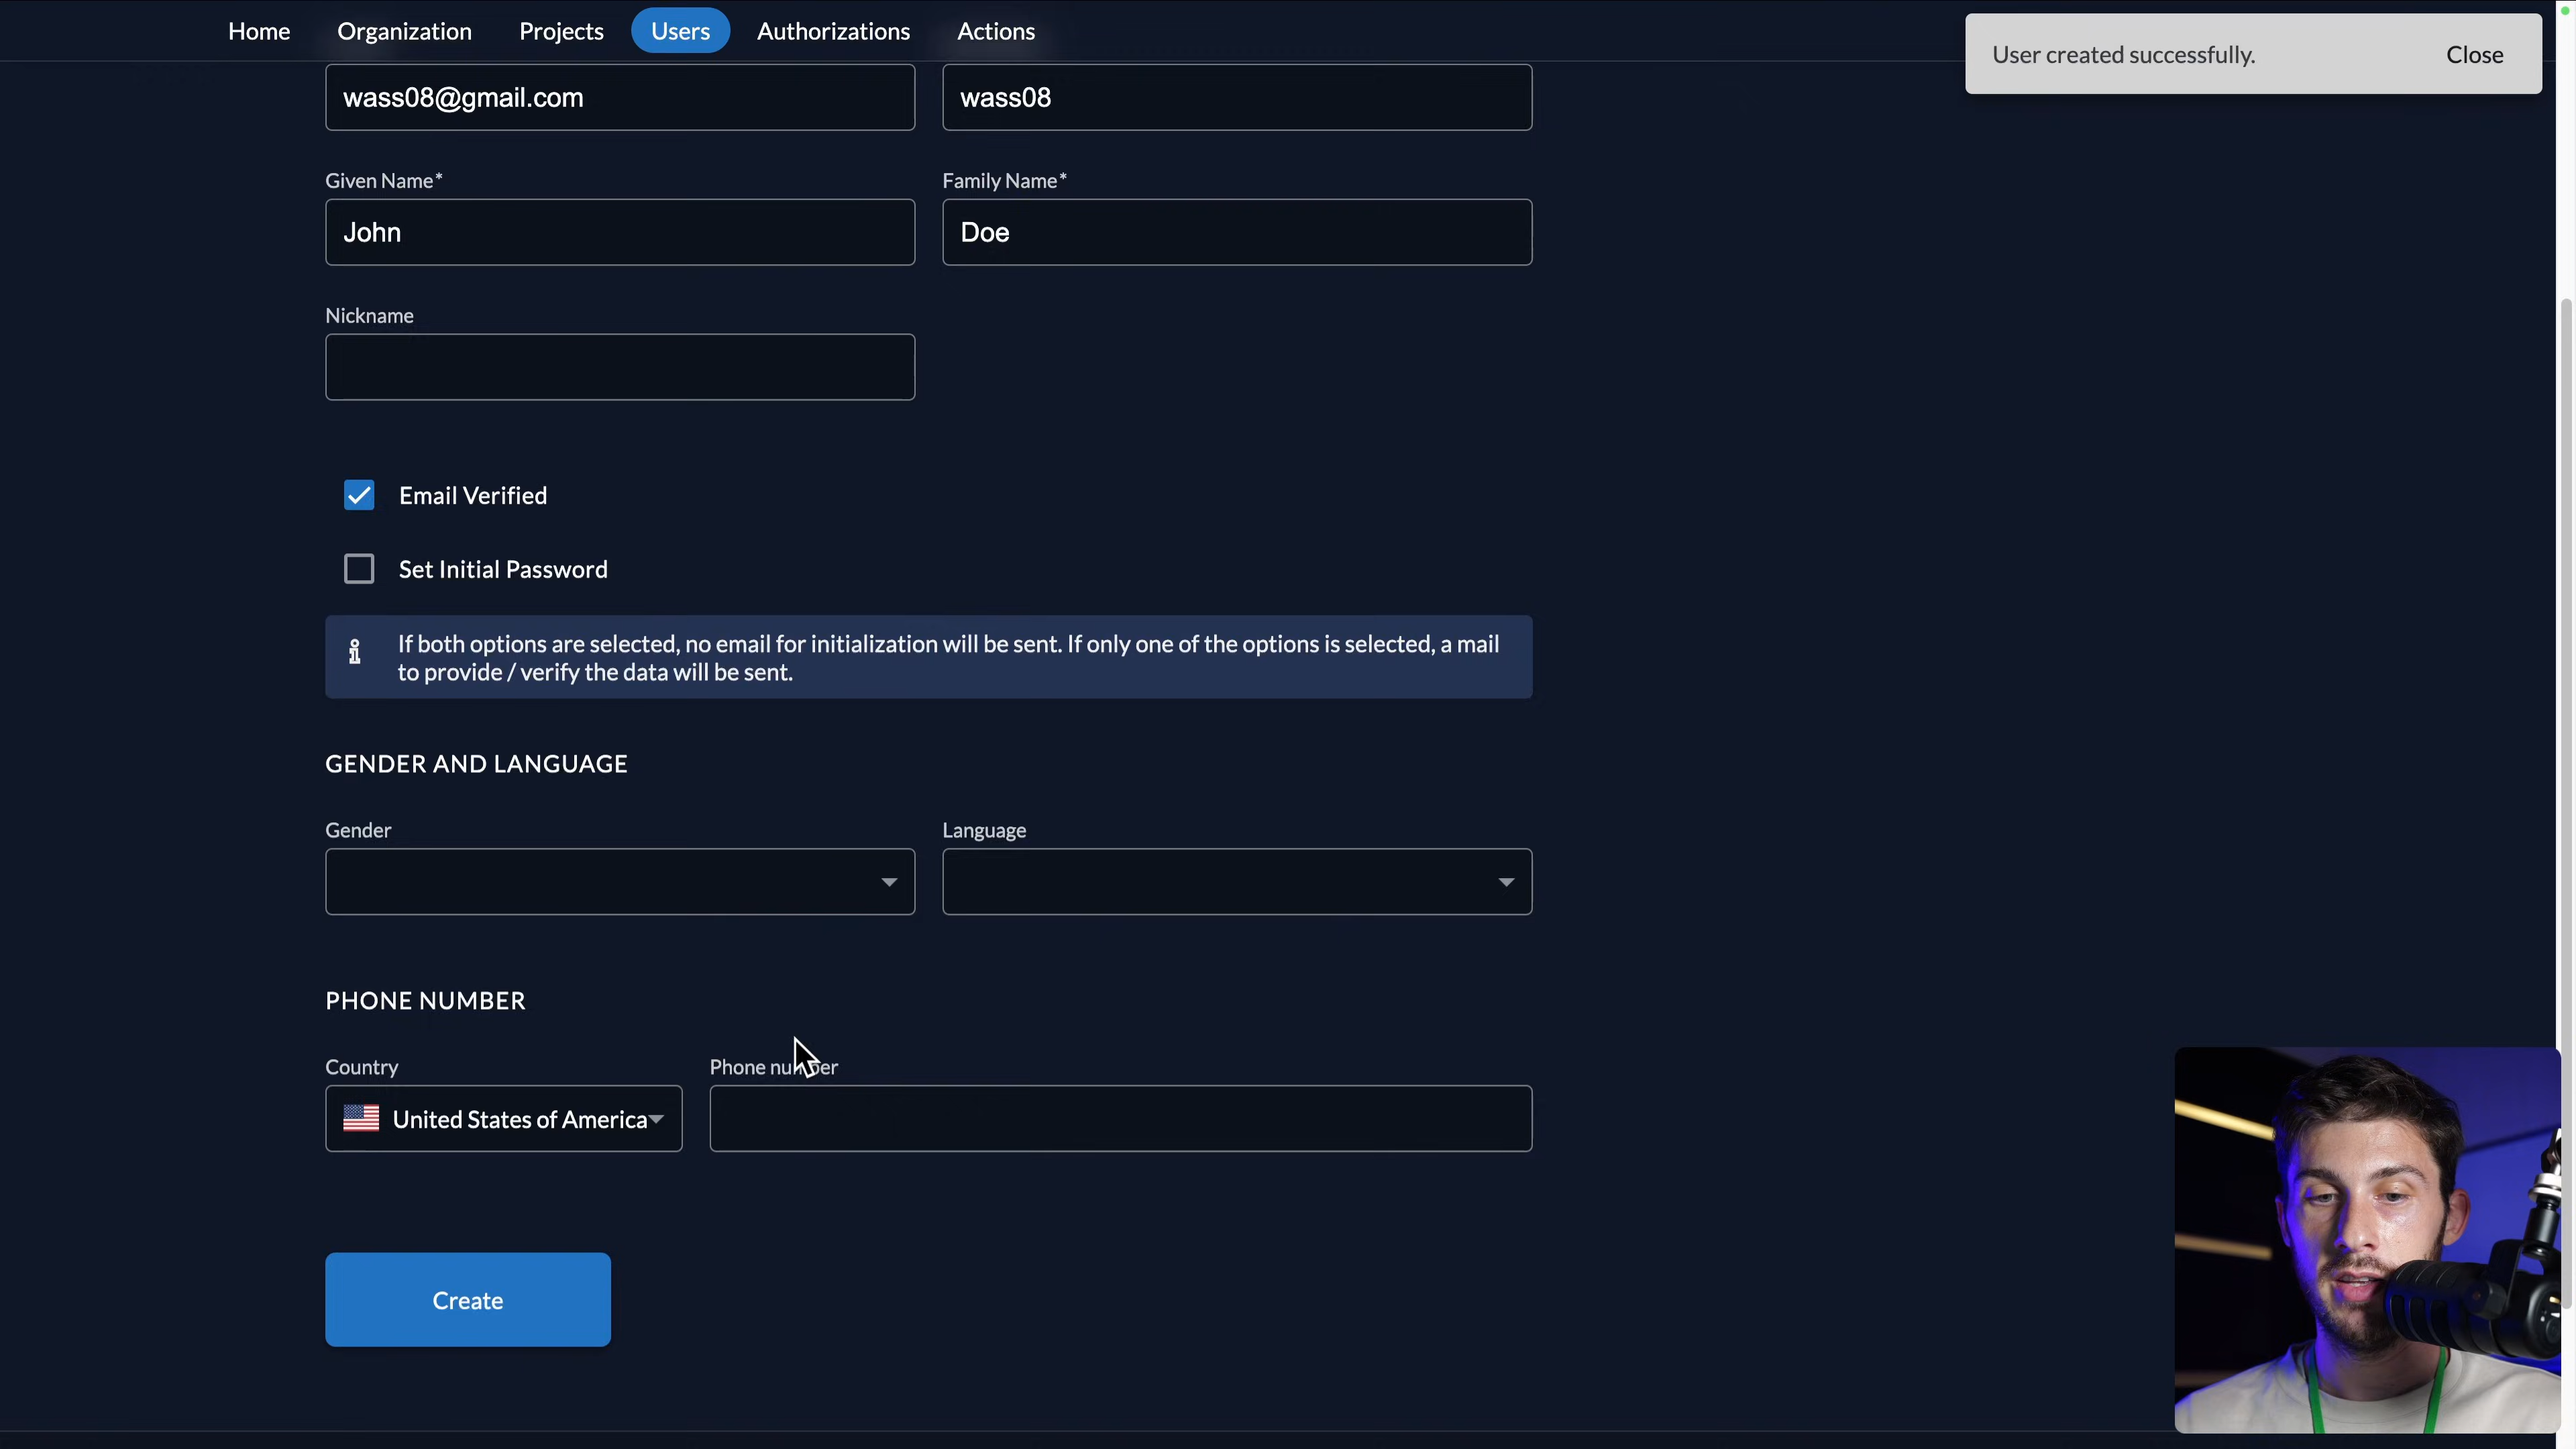 Home Organization Projects Users Authorizations Actions
User created successfully. Close
wass08@gmail.com wass08
Given Name* Family Name*
John Doe
Nickname
Email Verified
Set Initial Password
If both options are selected, no email for initialization will be sent. If only one of the options is selected, a mail
to provide / verify the data will be sent.
GENDER AND LANGUAGE
Gender Language
PHONE NUMBER
Country Phone number
United States of America
Create